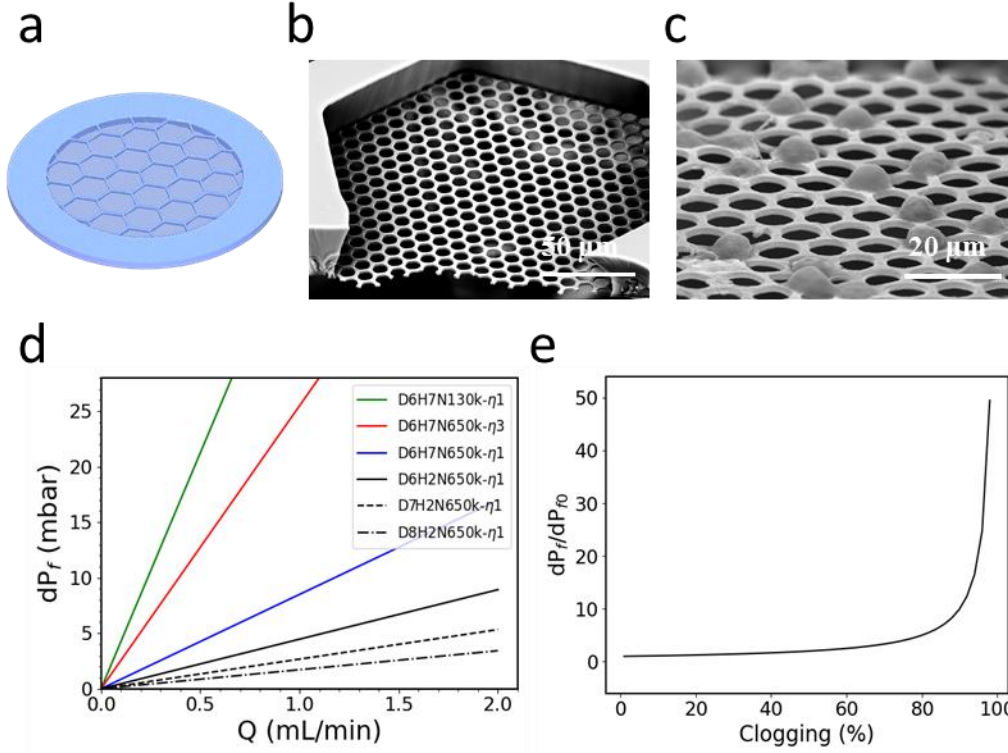 a
b
c
50 μm
20 μm
d
e
dP_f (mbar)
25
20
15
10
5
0
D6H7N130k-η1
D6H7N650k-η3
D6H7N650k-η1
D6H2N650k-η1
D7H2N650k-η1
D8H2N650k-η1
0.0 0.5 1.0 1.5 2.0
Q (mL/min)
dP_f/dP_f0
50
40
30
20
10
0
0 20 40 60 80 100
Clogging (%)